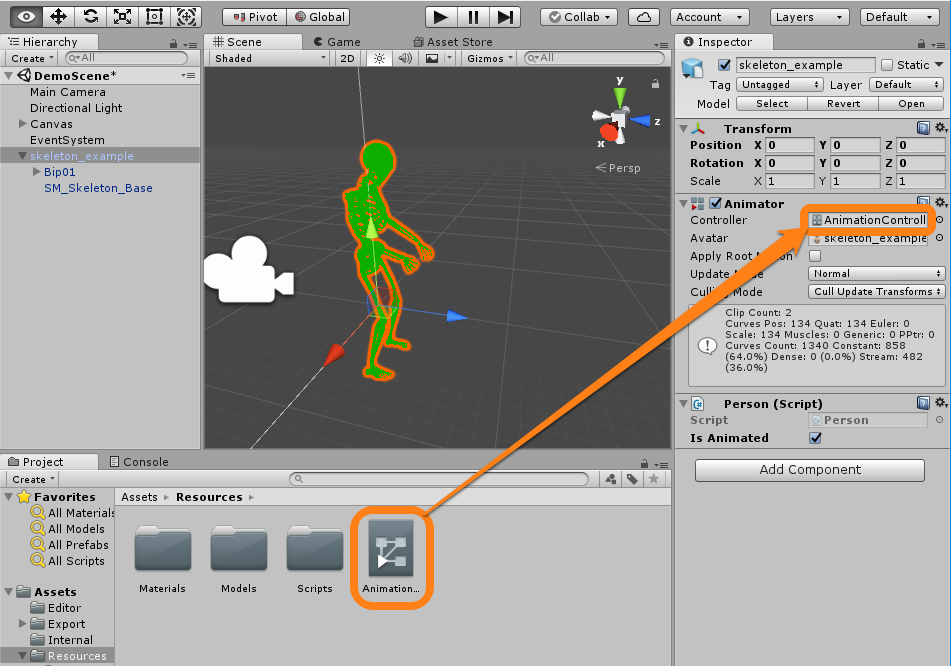 Pivot Global Collab Account Layers Default
Hierarchy
Create All
DemoScene*
Main Camera
Directional Light
Canvas
EventSystem
skeleton_example
Bip01
SM_Skeleton_Base
Scene Game Asset Store
Shaded 2D Gizmos All
y
z
x
Persp
Inspector
skeleton_example Static
Tag Untagged Layer Default
Model Select Revert Open
Transform
Position X 0 Y 0 Z 0
Rotation X 0 Y 0 Z 0
Scale X 1 Y 1 Z 1
Animator
Controller AnimationControll
Avatar skeleton_example
Apply Root
Update Normal
Culling Mode Cull Update Transforms
Clip Count: 2
Curves Pos: 134 Quat: 134 Euler: 0
Scale: 134 Muscles: 0 Generic: 0 PPtr: 0
Curves Count: 1340 Constant: 858
(64.0%) Dense: 0 (0.0%) Stream: 482
(36.0%)
Person (Script)
Script Person
Is Animated
Add Component
Project Console
Create
Favorites
All Materials
All Models
All Prefabs
All Scripts
Assets
Editor
Export
Internal
Resources
Assets Resources
Materials Models Scripts Animation...